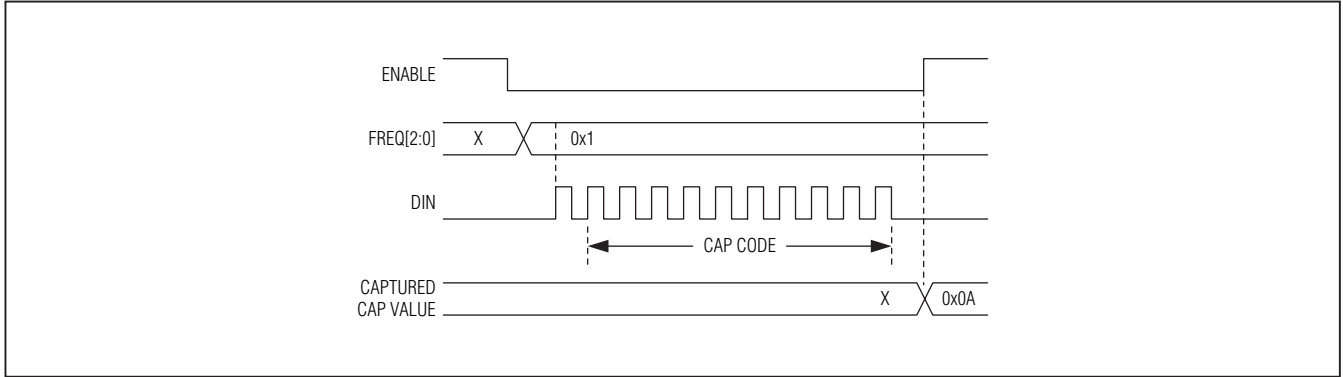 ENABLE
FREQ[2:0] X 0x1
DIN
CAP CODE
CAPTURED
CAP VALUE X 0x0A